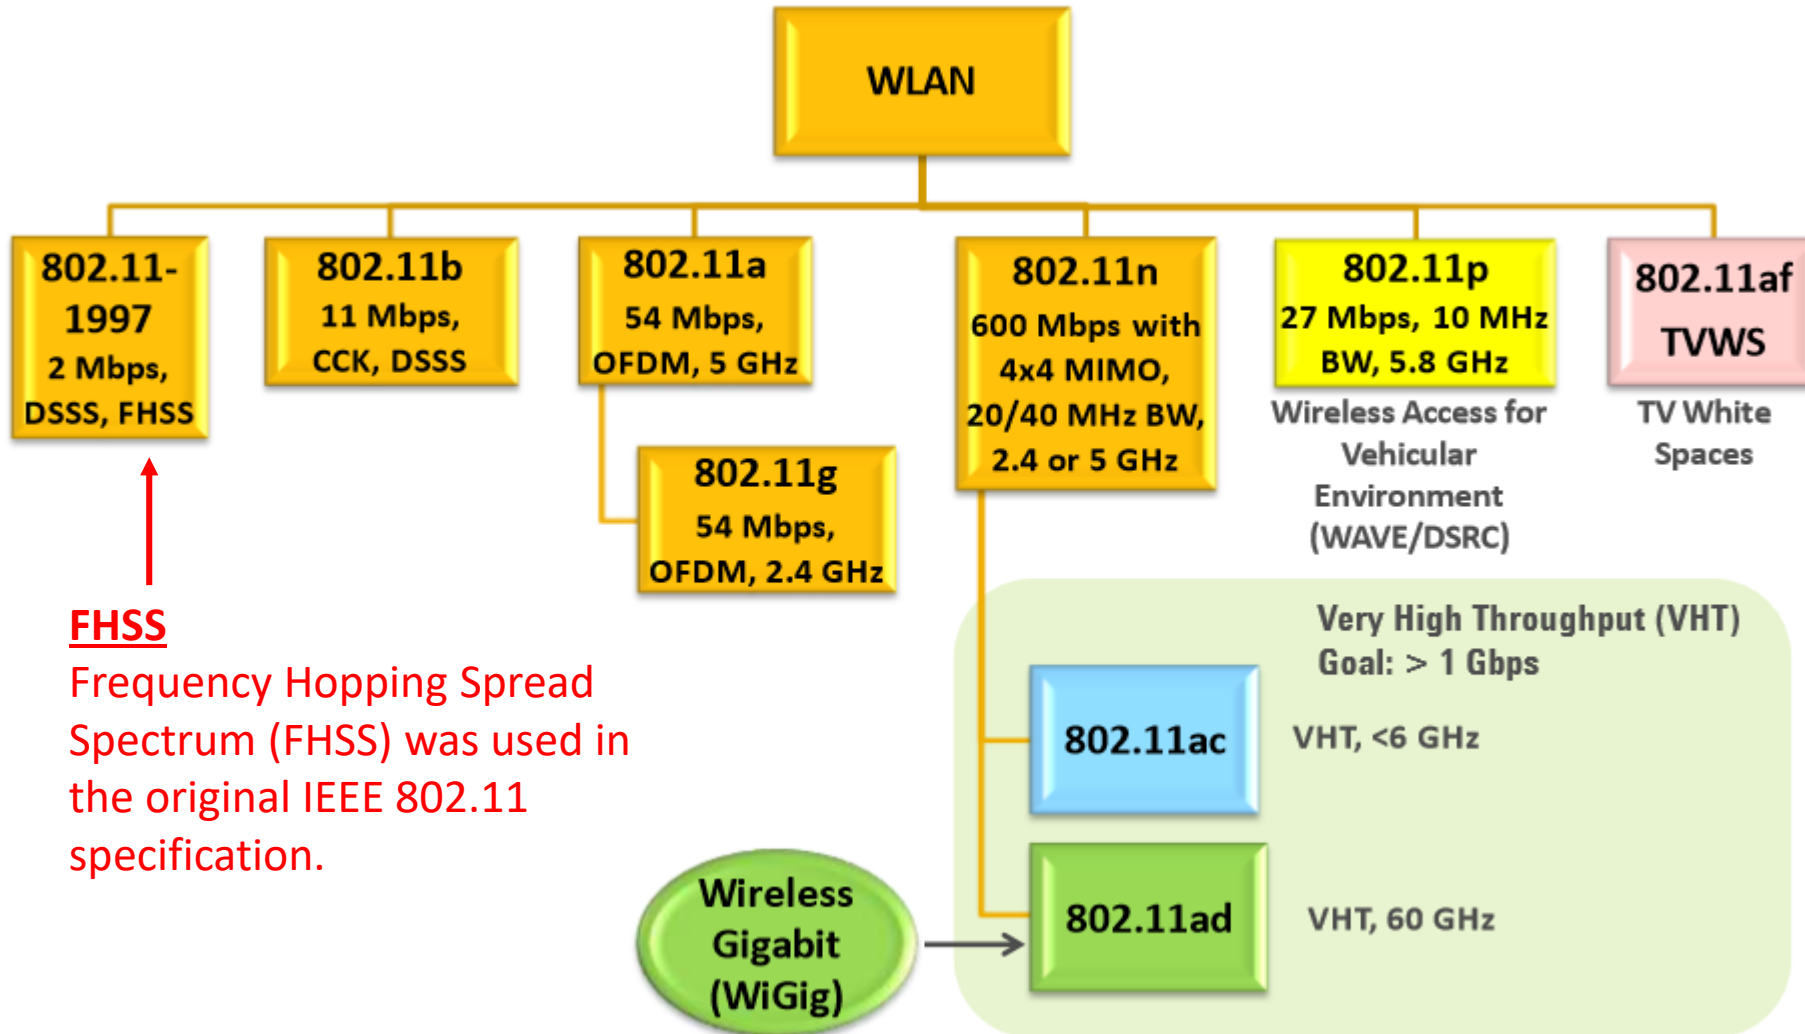 WLAN
802.11-
1997
2 Mbps,
DSSS, FHSS
802.11b
11 Mbps,
CCK, DSSS
802.11a
54 Mbps,
OFDM, 5 GHz
802.11g
54 Mbps,
OFDM, 2.4 GHz
802.11n
600 Mbps with
4x4 MIMO,
20/40 MHz BW,
2.4 or 5 GHz
802.11p
27 Mbps, 10 MHz
BW, 5.8 GHz
Wireless Access for
Vehicular
Environment
(WAVE/DSRC)
802.11af
TVWS
TV White
Spaces
FHSS
Frequency Hopping Spread
Spectrum (FHSS) was used in
the original IEEE 802.11
specification.
Very High Throughput (VHT)
Goal: > 1 Gbps
802.11ac
VHT, <6 GHz
Wireless
Gigabit
(WiGig)
802.11ad
VHT, 60 GHz